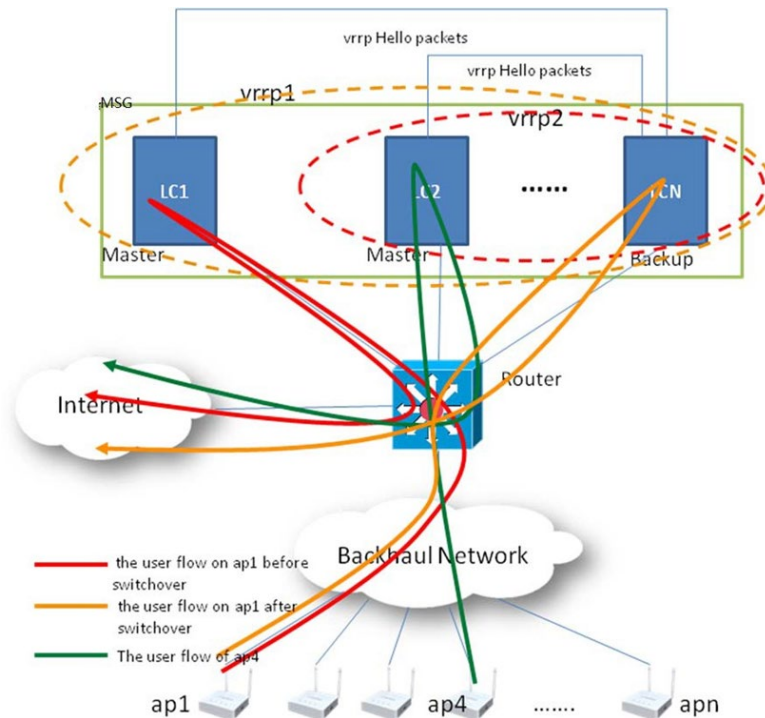 vrrp Hello packets
vrrp Hello packets
MSG
vrrp1
vrrp2
LC1
LC2
......
LCN
Master
Master
Backup
Router
Internet
Backhaul Network
the user flow on ap1 before
switchover
the user flow on ap1 after
switchover
The user flow of ap4
ap1
ap4
.......
apn